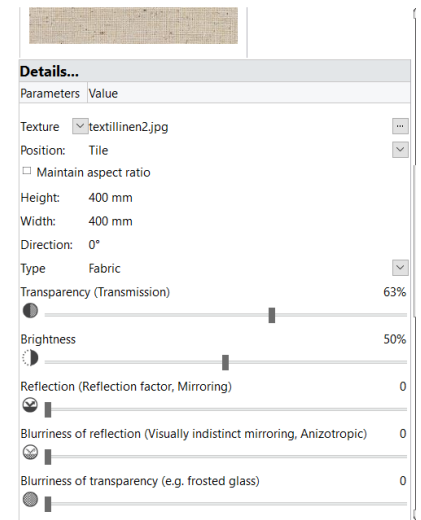 Details...
Parameters Value
Texture textillinen2.jpg ...
Position: Tile
Maintain aspect ratio
Height: 400 mm
Width: 400 mm
Direction: 0°
Type Fabric
Transparency (Transmission) 63%
Brightness 50%
Reflection (Reflection factor, Mirroring) 0
Blurriness of reflection (Visually indistinct mirroring, Anizotropic) 0
Blurriness of transparency (e.g. frosted glass) 0